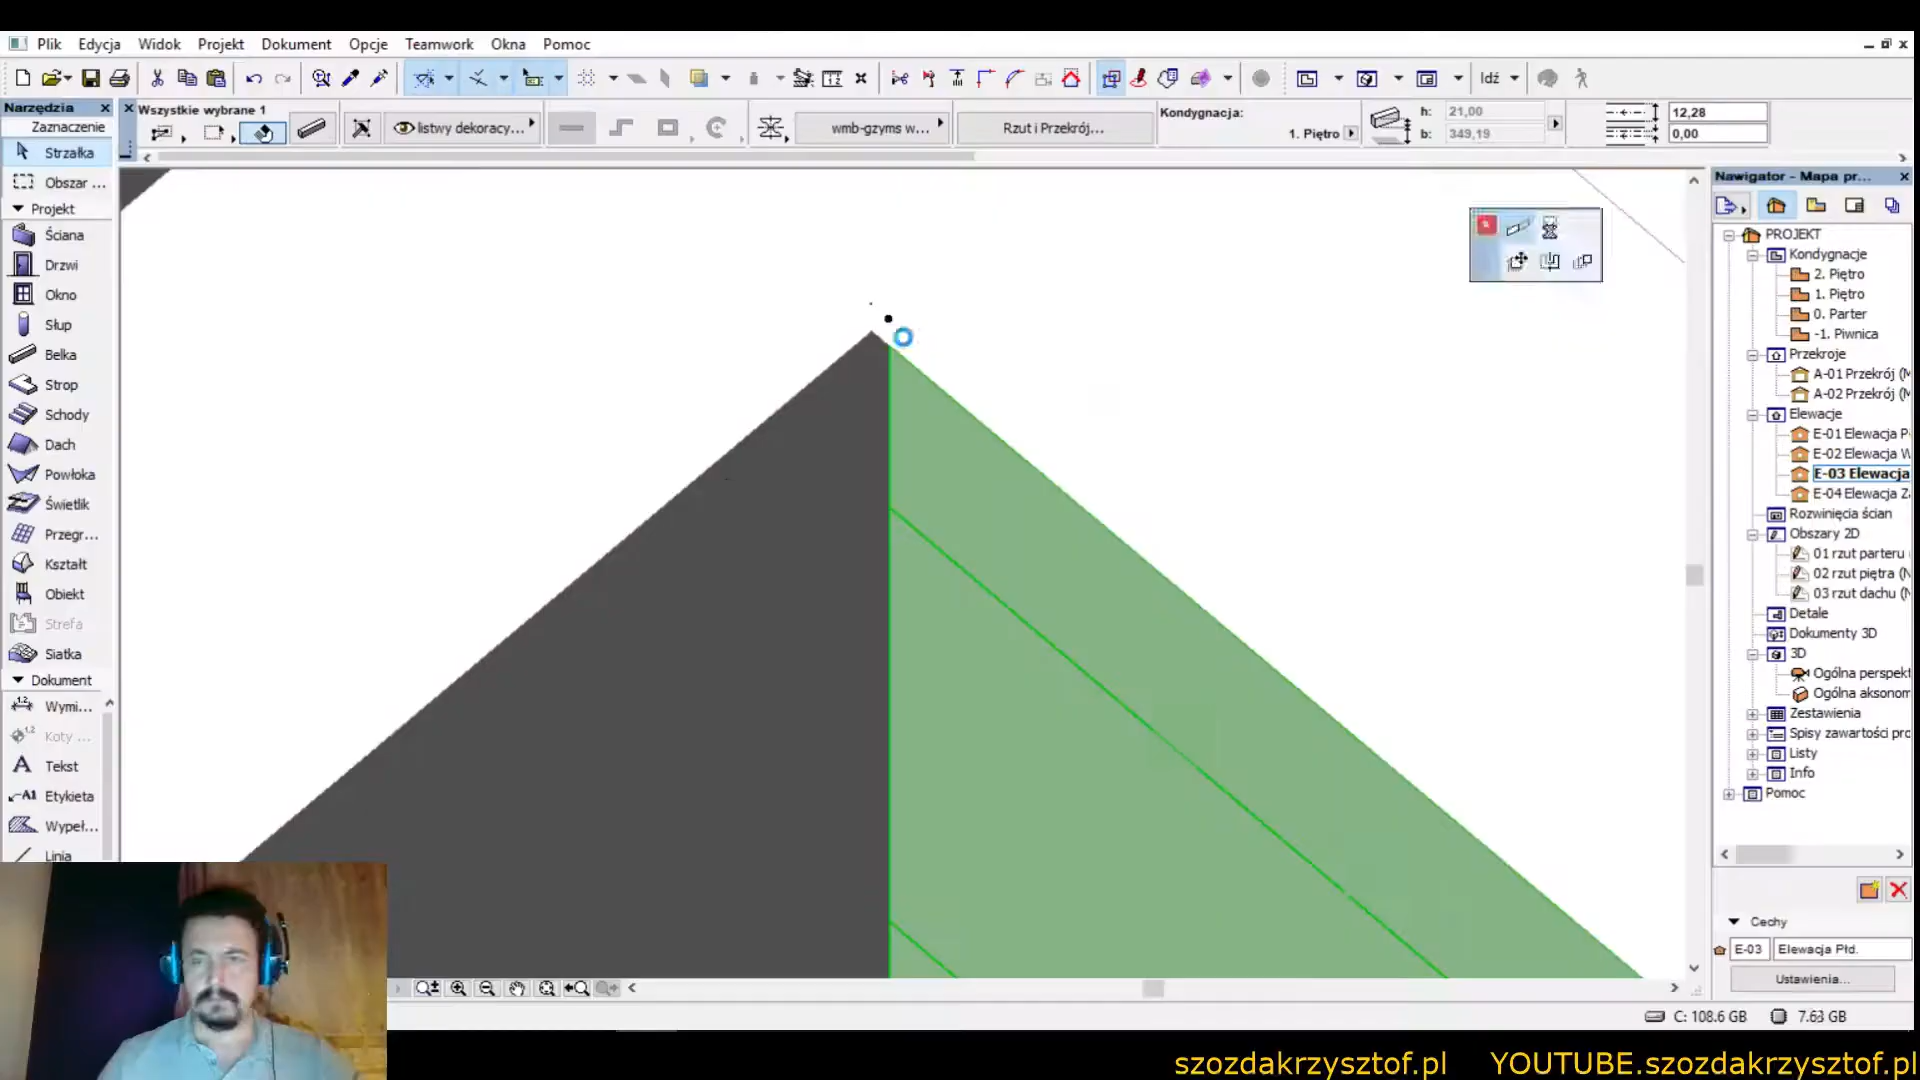 Plik Edycja Widok Projekt Dokument Opcje Teamwork Okna Pomoc
Idź
Narzędzia
Zaznaczenie
Strzałka
Obszar ...
Projekt
Ściana
Drzwi
Okno
Słup
Belka
Strop
Schody
Dach
Powłoka
Świetlik
Przegr...
Kształt
Obiekt
Strefa
Siatka
Dokument
Wymi...
Koty ...
Tekst
Etykieta
Wypeł...
Linia
Wszystkie wybrane 1
listwy dekoracy...
wmb-gzyms w...
Rzut i Przekrój...
Kondygnacja:
1. Piętro
h: 21,00
b: 349,19
12,28
0,00
Nawigator - Mapa pr...
PROJEKT
Kondygnacje
2. Piętro
1. Piętro
0. Parter
-1. Piwnica
Przekroje
A-01 Przekrój (
A-02 Przekrój (
Elewacje
E-01 Elewacja
E-02 Elewacja
E-03 Elewacja
E-04 Elewacja
Rozwinięcia ścian
Obszary 2D
01 rzut parteru
02 rzut piętra (
03 rzut dachu (
Detale
Dokumenty 3D
3D
Ogólna perspekt
Ogólna aksonom
Zestawienia
Spisy zawartości pro
Listy
Info
Pomoc
Cechy
E-03 Elewacja Płd.
Ustawienia...
C: 108.6 GB 7.63 GB
szozdakrzysztof.pl YOUTUBE.szozdakrzysztof.pl